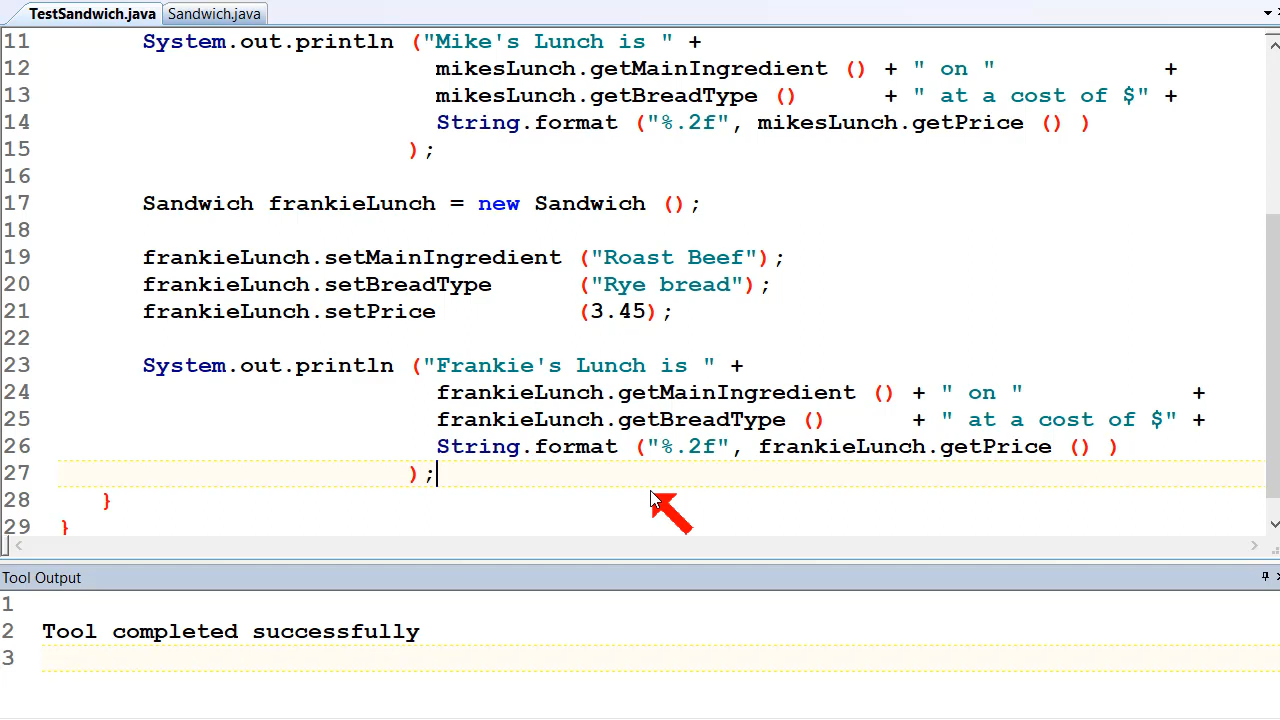 TestSandwich.java Sandwich.java
11 System.out.println ("Mike's Lunch is " +
12 mikesLunch.getMainIngredient () + " on " +
13 mikesLunch.getBreadType () + " at a cost of $" +
14 String.format ("%.2f", mikesLunch.getPrice () )
15 );
16
17 Sandwich frankieLunch = new Sandwich ();
18
19 frankieLunch.setMainIngredient ("Roast Beef");
20 frankieLunch.setBreadType ("Rye bread");
21 frankieLunch.setPrice (3.45);
22
23 System.out.println ("Frankie's Lunch is " +
24 frankieLunch.getMainIngredient () + " on " +
25 frankieLunch.getBreadType () + " at a cost of $" +
26 String.format ("%.2f", frankieLunch.getPrice () )
27 );
28 }
29 }
Tool Output
1
2 Tool completed successfully
3